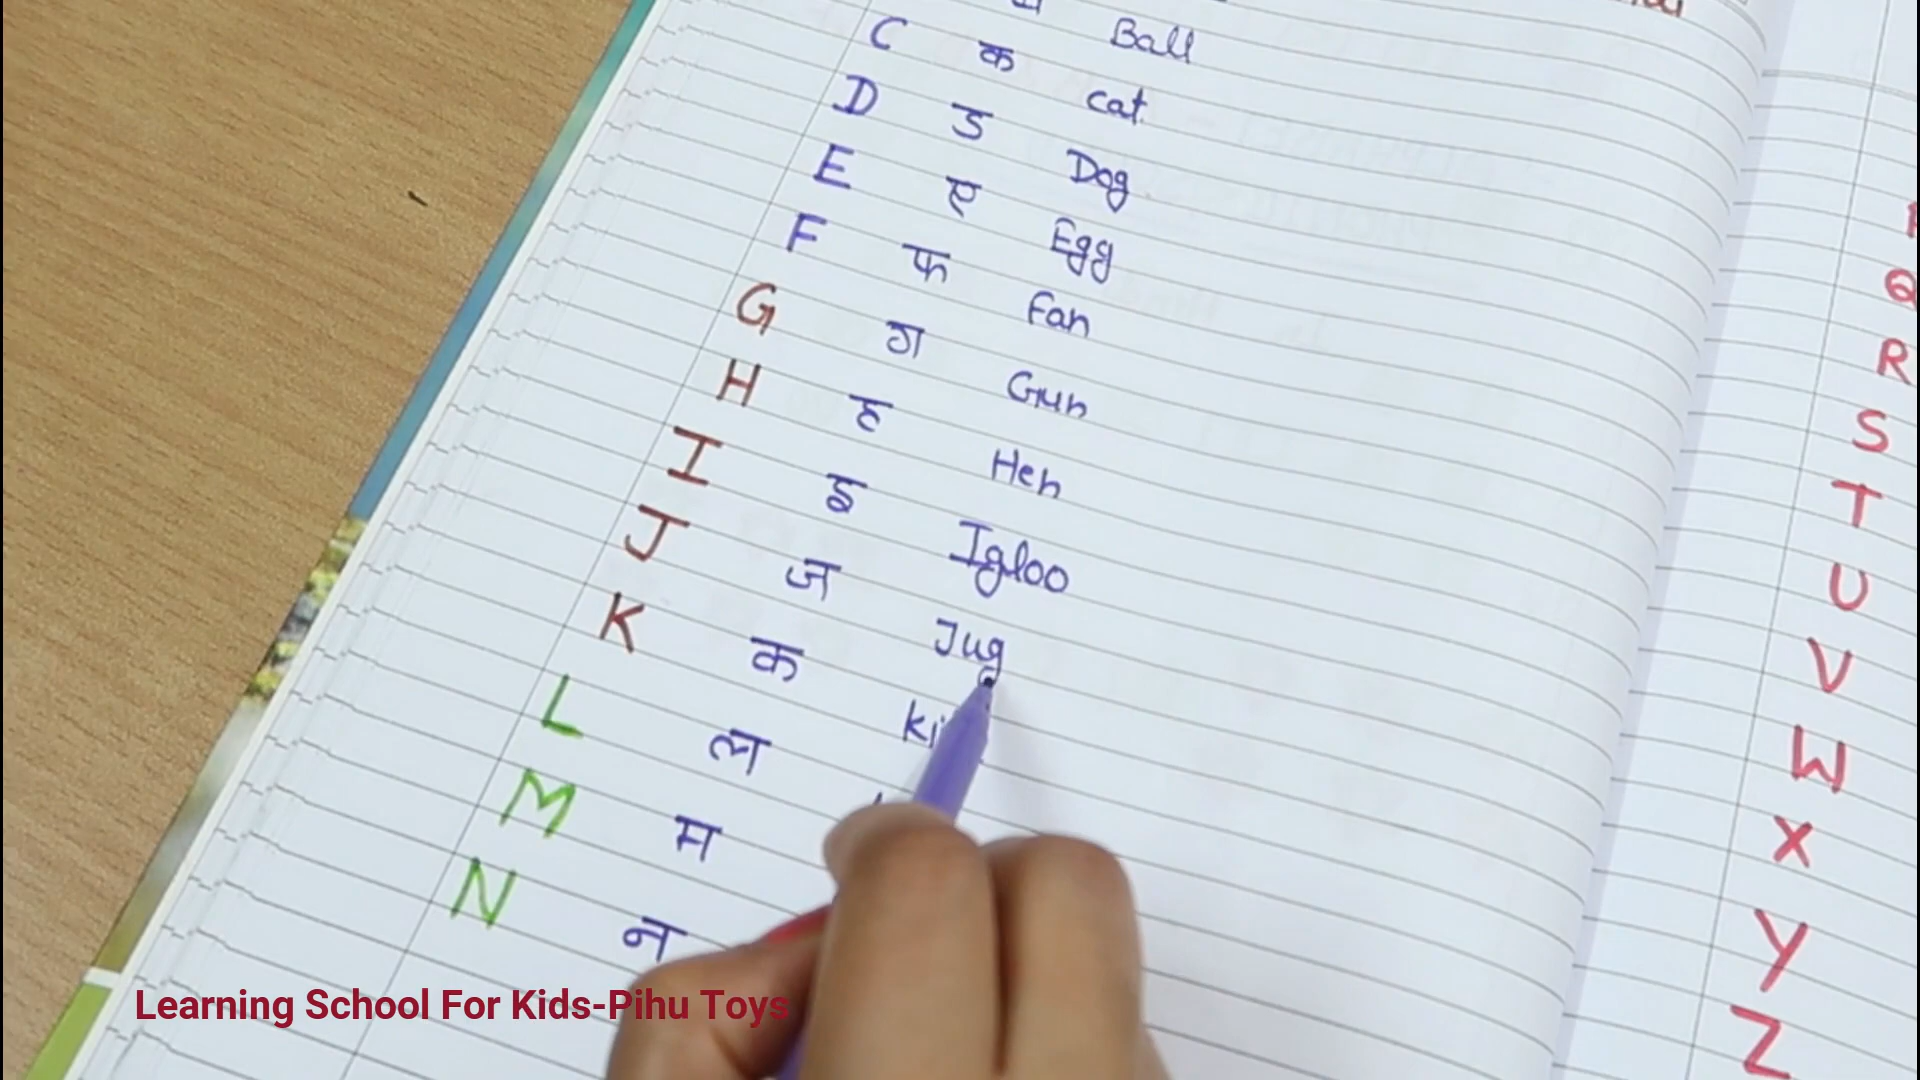 Ball
C क cat
D ड Dog
E ए Egg
F फ Fan
G ग Gun
H ह Hen
I इ Igloo
J ज Jug
K क
L ल
M म
N न
Q
R
S
T
U
V
W
X
Y
Z
Learning School For Kids-Pihu Toys